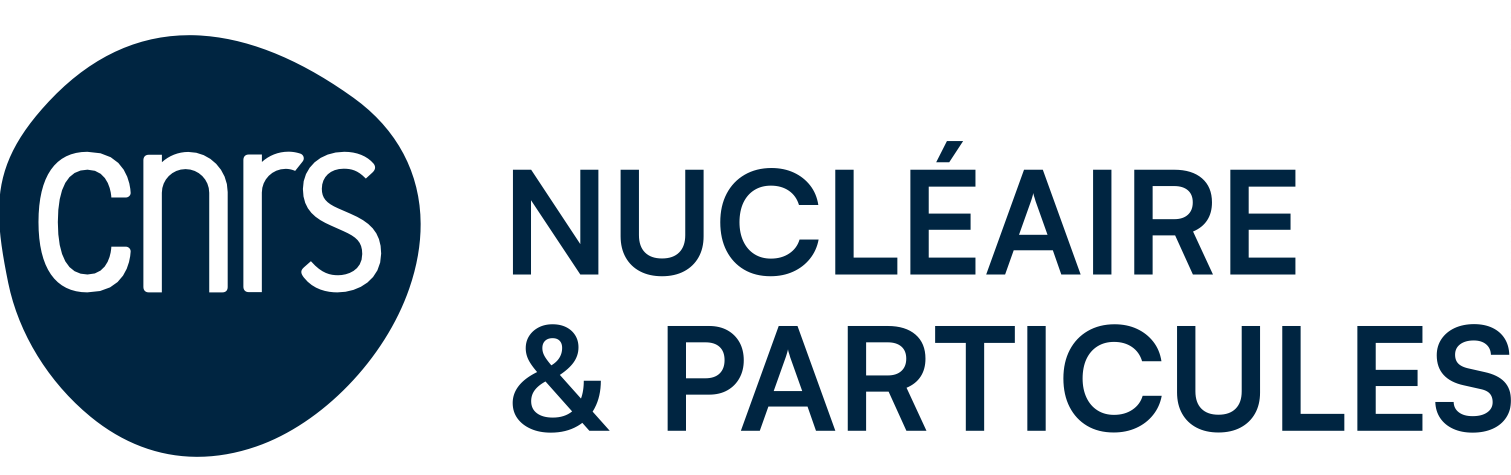 cnrs
NUCLÉAIRE
& PARTICULES